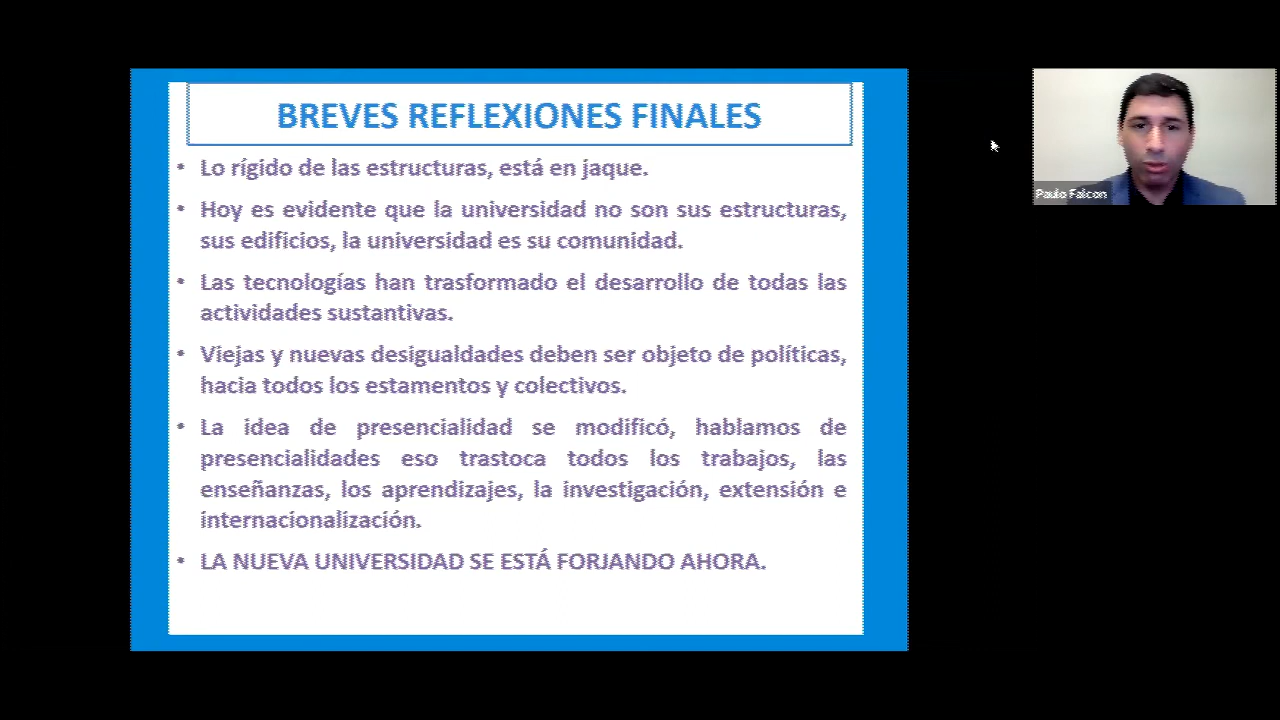 BREVES REFLEXIONES FINALES
• Lo rígido de las estructuras, está en jaque.
• Hoy es evidente que la universidad no son sus estructuras,
sus edificios, la universidad es su comunidad.
• Las tecnologías han trasformado el desarrollo de todas las
actividades sustantivas.
• Viejas y nuevas desigualdades deben ser objeto de políticas,
hacia todos los estamentos y colectivos.
• La idea de presencialidad se modificó, hablamos de
presencialidades eso trastoca todos los trabajos, las
enseñanzas, los aprendizajes, la investigación, extensión e
internacionalización.
• LA NUEVA UNIVERSIDAD SE ESTÁ FORJANDO AHORA.
Paulo Falcon